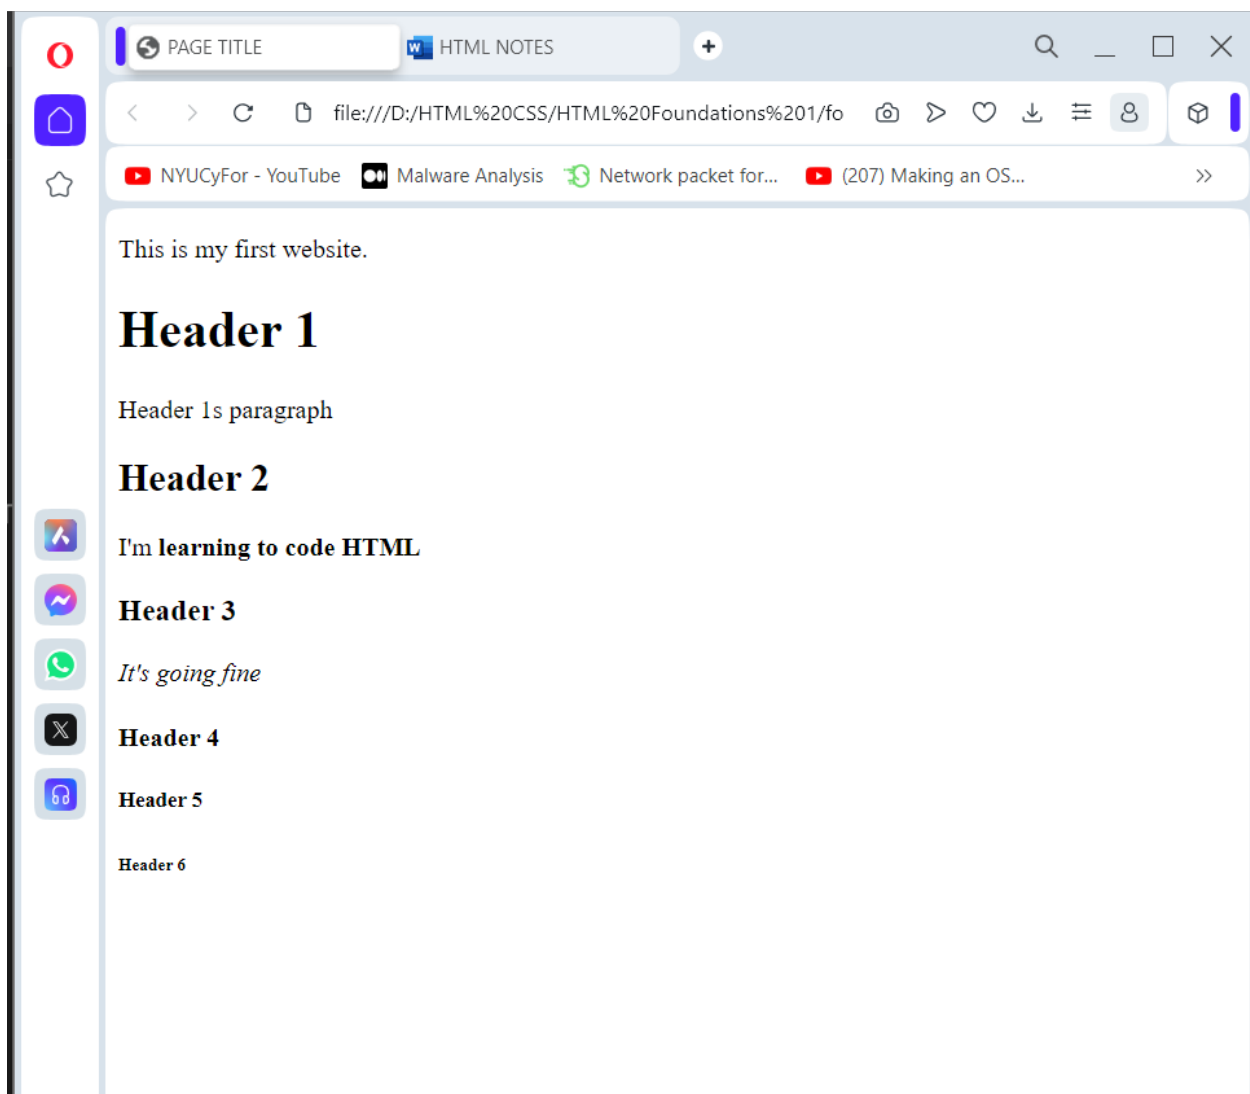 PAGE TITLE
HTML NOTES
file:///D:/HTML%20CSS/HTML%20Foundations%201/fo
NYUCyFor - YouTube
Malware Analysis
Network packet for...
(207) Making an OS...
This is my first website.
Header 1
Header 1s paragraph
Header 2
I'm learning to code HTML
Header 3
It's going fine
Header 4
Header 5
Header 6